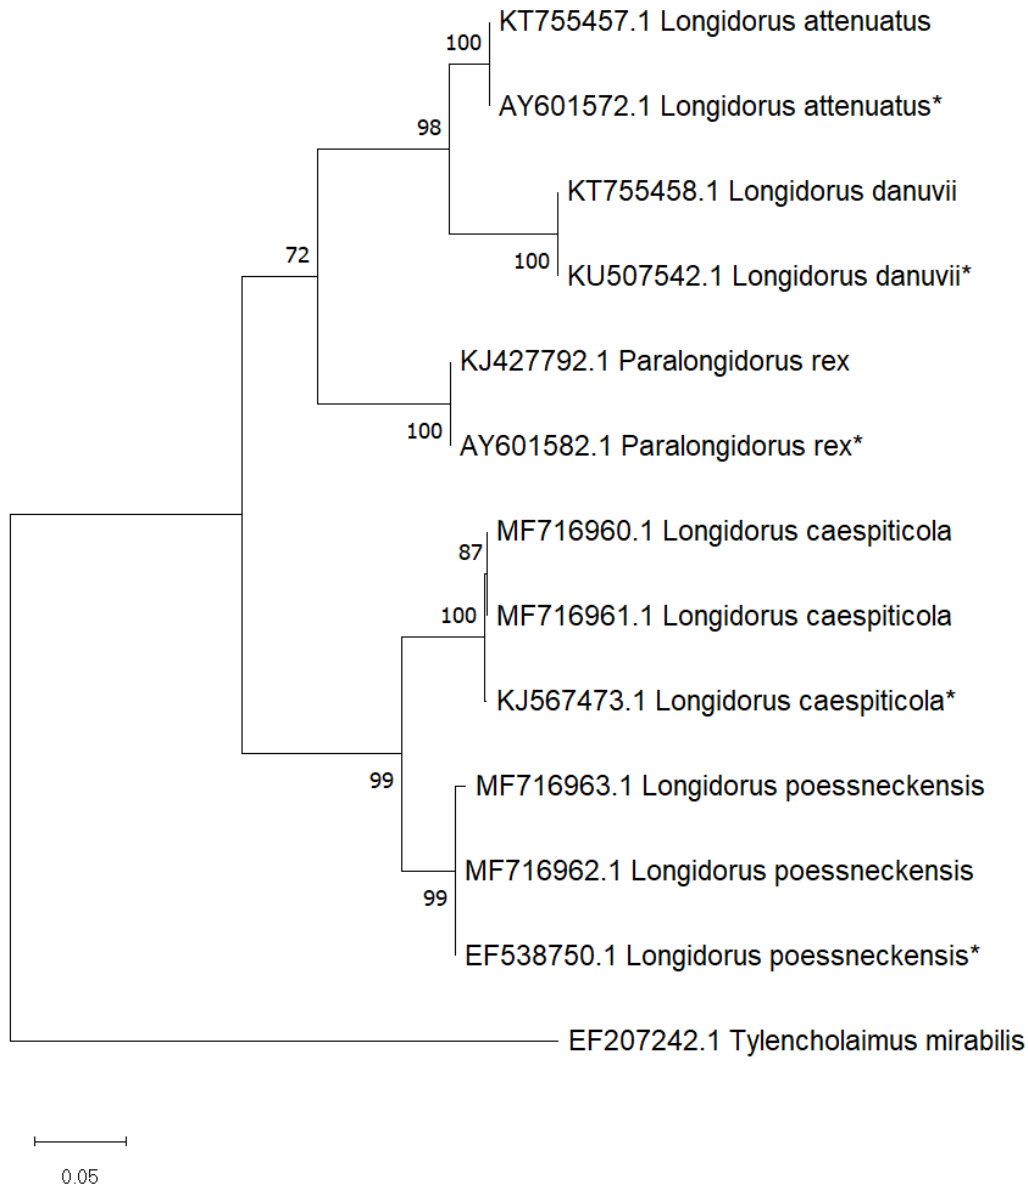 KT755457.1 Longidorus attenuatus
100
AY601572.1 Longidorus attenuatus*
98
KT755458.1 Longidorus danuvii
72
100
KU507542.1 Longidorus danuvii*
KJ427792.1 Paralongidorus rex
100
AY601582.1 Paralongidorus rex*
MF716960.1 Longidorus caespiticola
87
100
MF716961.1 Longidorus caespiticola
KJ567473.1 Longidorus caespiticola*
99
MF716963.1 Longidorus poessneckensis
MF716962.1 Longidorus poessneckensis
99
EF538750.1 Longidorus poessneckensis*
EF207242.1 Tylencholaimus mirabilis
0.05